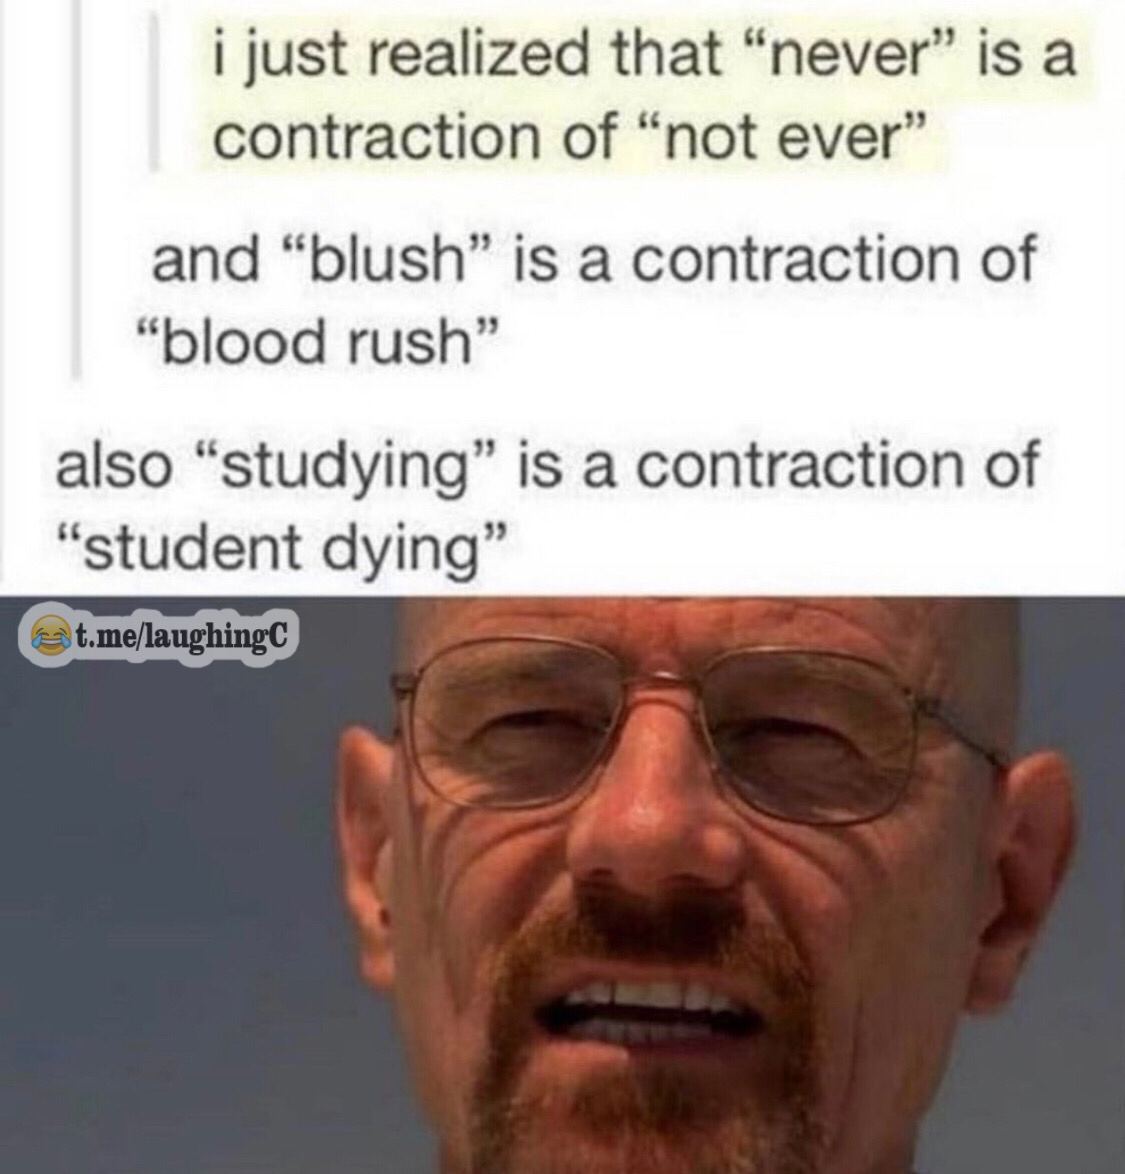 i just realized that “never” is a
contraction of “not ever”
and “blush” is a contraction of
“blood rush”
also “studying” is a contraction of
“student dying”
t.me/laughingC